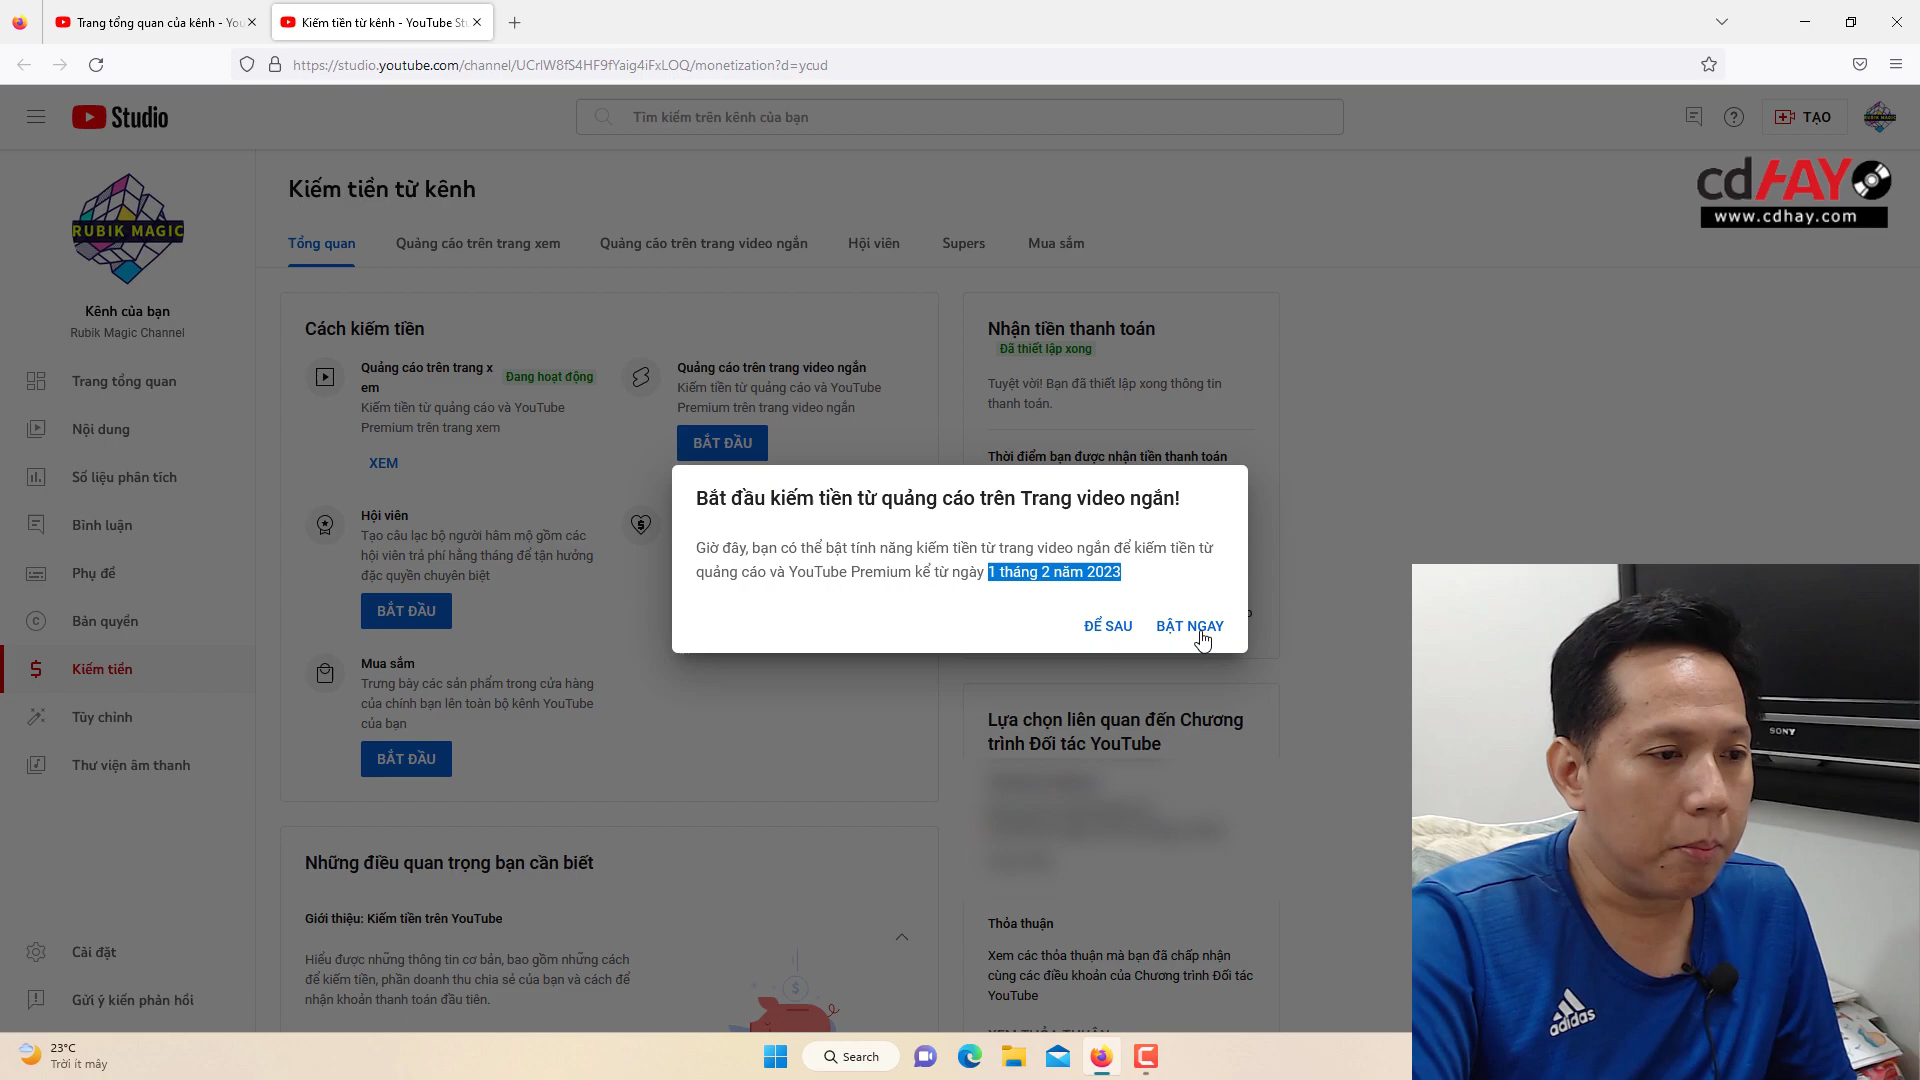 Trang tổng quan của kênh - You
Kiếm tiền từ kênh - YouTube St
https://studio.youtube.com/channel/UCrlW8fS4HF9fYaig4iFxLOQ/monetization?d=ycud
Studio
Tìm kiếm trên kênh của bạn
TẠO
cdHAY
www.cdhay.com
RUBIK MAGIC
Kênh của bạn
Rubik Magic Channel
Trang tổng quan
Nội dung
Số liệu phân tích
Bình luận
Phụ đề
Bản quyền
Kiếm tiền
Tùy chỉnh
Thư viện âm thanh
Cài đặt
Gửi ý kiến phản hồi
Kiếm tiền từ kênh
Tổng quan
Quảng cáo trên trang xem
Quảng cáo trên trang video ngắn
Hội viên
Supers
Mua sắm
Cách kiếm tiền
Quảng cáo trên trang x
em
Đang hoạt động
Kiếm tiền từ quảng cáo và YouTube
Premium trên trang xem
XEM
Quảng cáo trên trang video ngắn
Kiếm tiền từ quảng cáo và YouTube
Premium trên trang video ngắn
BẮT ĐẦU
Hội viên
Tạo câu lạc bộ người hâm mộ gồm các
hội viên trả phí hằng tháng để tận hưởng
đặc quyền chuyên biệt
BẮT ĐẦU
Mua sắm
Trưng bày các sản phẩm trong cửa hàng
của chính bạn lên toàn bộ kênh YouTube
của bạn
BẮT ĐẦU
Nhận tiền thanh toán
Đã thiết lập xong
Tuyệt vời! Bạn đã thiết lập xong thông tin
thanh toán.
Thời điểm bạn được nhận tiền thanh toán
Bắt đầu kiếm tiền từ quảng cáo trên Trang video ngắn!
Giờ đây, bạn có thể bật tính năng kiếm tiền từ trang video ngắn để kiếm tiền từ
quảng cáo và YouTube Premium kể từ ngày 1 tháng 2 năm 2023
ĐỂ SAU
BẬT NGAY
Lựa chọn liên quan đến Chương
trình Đối tác YouTube
Thỏa thuận
Xem các thỏa thuận mà bạn đã chấp nhận
cùng các điều khoản của Chương trình Đối tác
YouTube
XEM THỎA THUẬN
Những điều quan trọng bạn cần biết
Giới thiệu: Kiếm tiền trên YouTube
Hiểu được những thông tin cơ bản, bao gồm những cách
để kiếm tiền, phần doanh thu chia sẻ của bạn và cách để
nhận khoản thanh toán đầu tiên.
SONY
adidas
23°C
Trời ít mây
Search